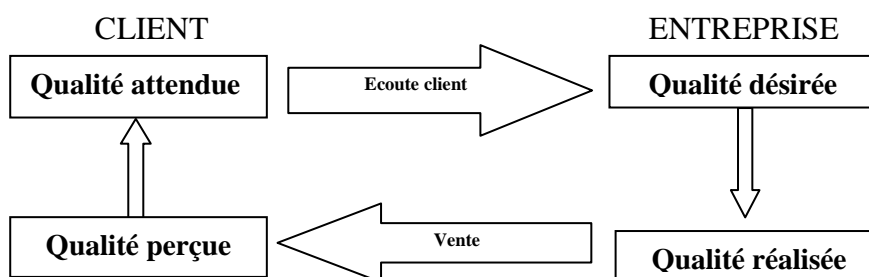 CLIENT
ENTREPRISE
Qualité attendue
Ecoute client
Qualité désirée
Qualité perçue
Vente
Qualité réalisée